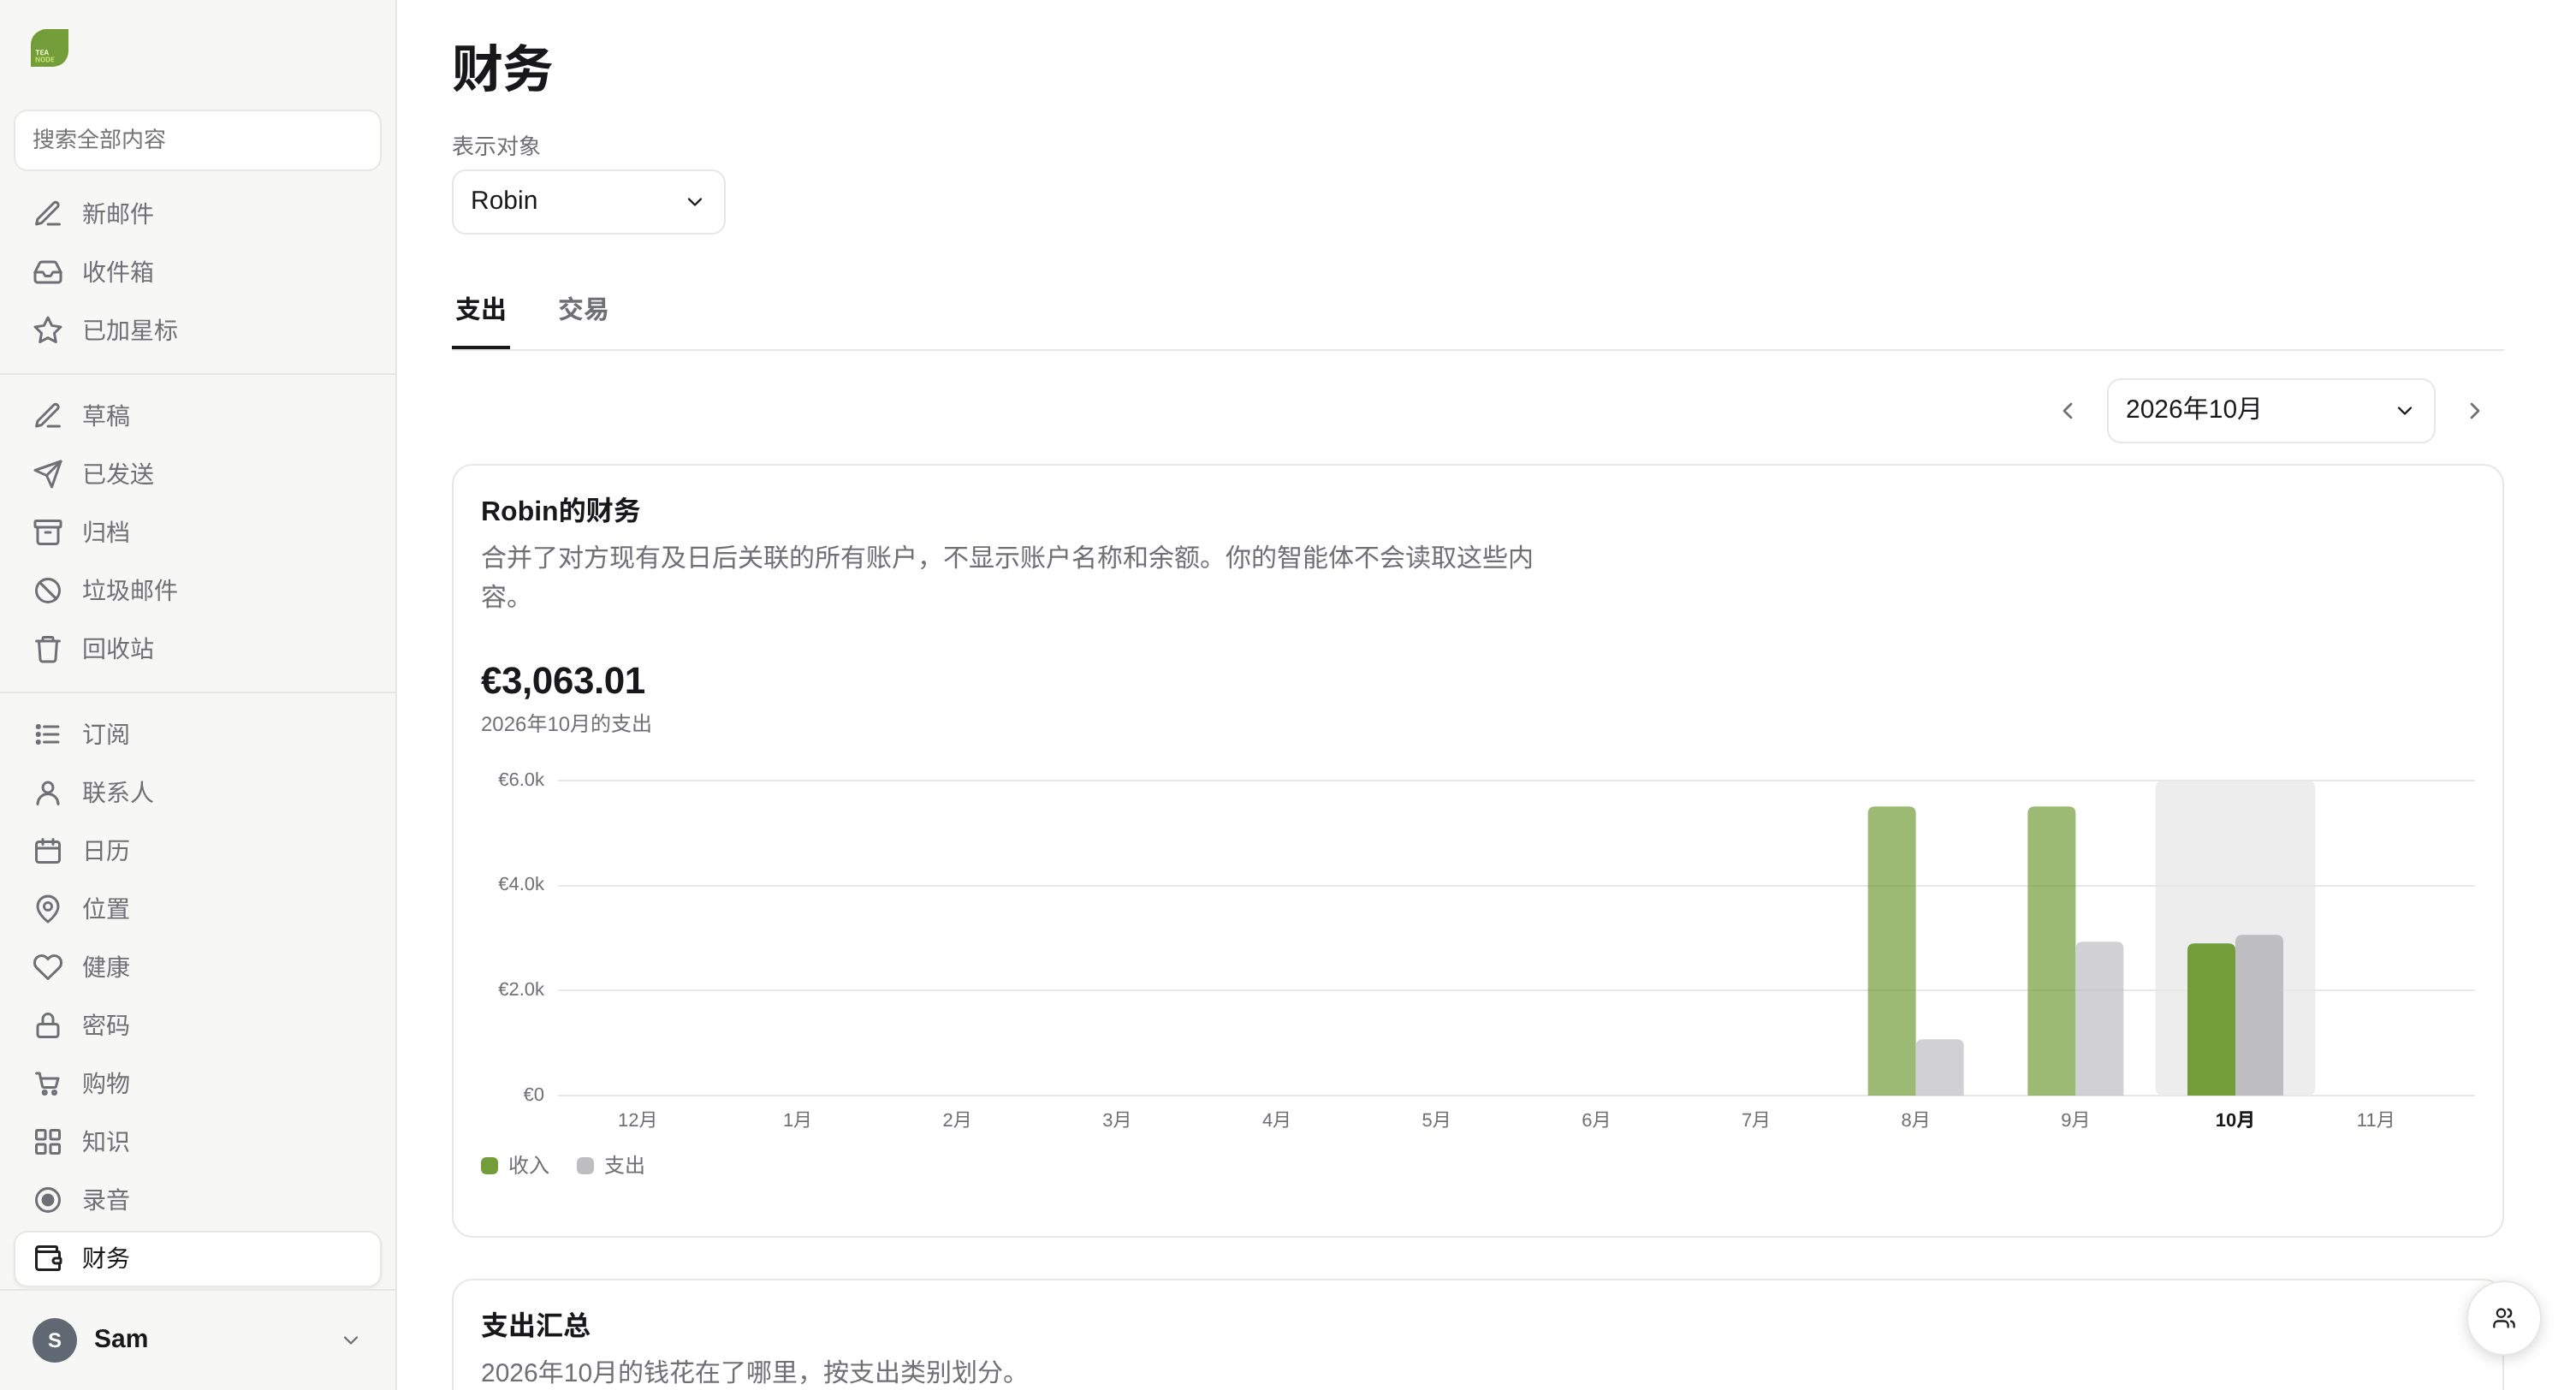 TEA
NODE
搜索全部内容
新邮件
收件箱
已加星标
草稿
已发送
归档
垃圾邮件
回收站
订阅
联系人
日历
位置
健康
密码
购物
知识
录音
财务
S
Sam
财务
表示对象
Robin
支出
交易
2026年10月
Robin的财务
合并了对方现有及日后关联的所有账户，不显示账户名称和余额。你的智能体不会读取这些内
容。
€3,063.01
2026年10月的支出
€6.0k
€4.0k
€2.0k
€0
12月 1月 2月 3月 4月 5月 6月 7月 8月 9月 10月 11月
收入 支出
支出汇总
2026年10月的钱花在了哪里，按支出类别划分。